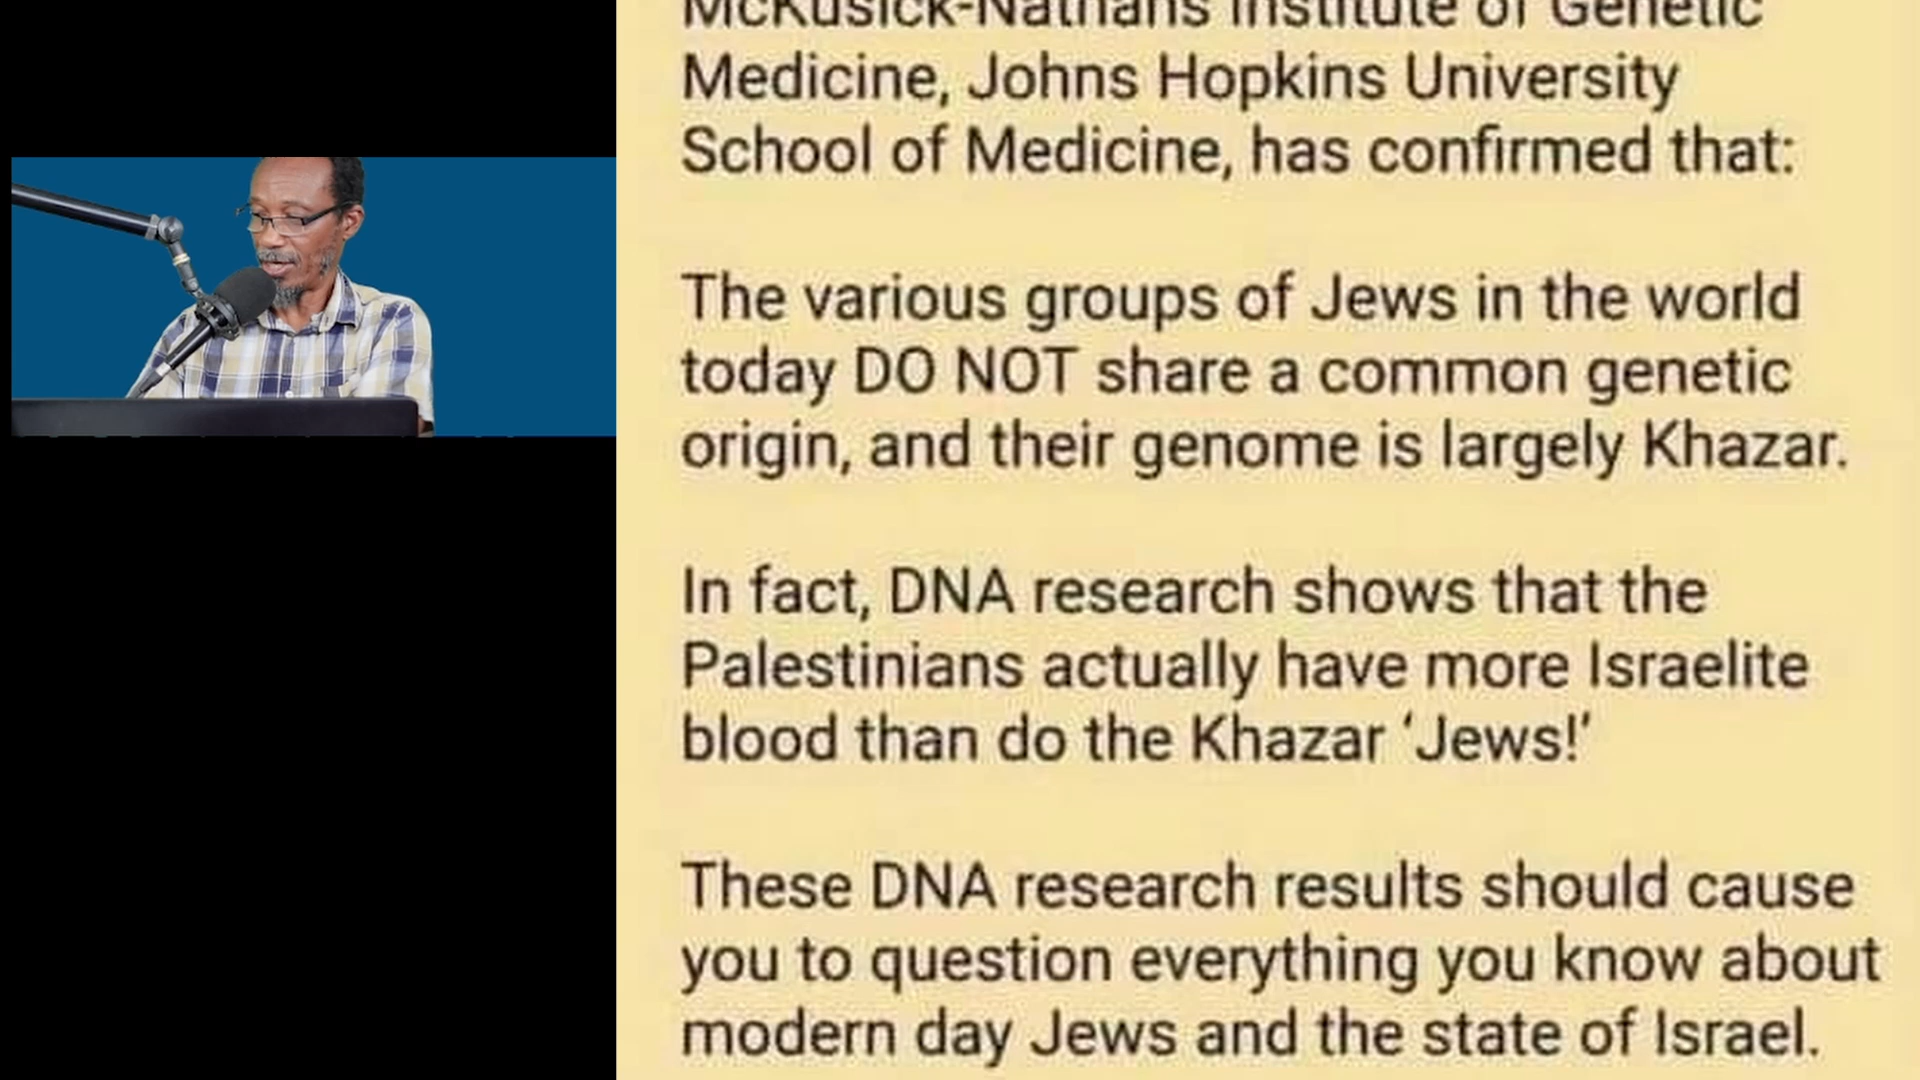 McKusick-Nathans Institute of Genetic
Medicine, Johns Hopkins University
School of Medicine, has confirmed that:
The various groups of Jews in the world
today DO NOT share a common genetic
origin, and their genome is largely Khazar.
In fact, DNA research shows that the
Palestinians actually have more Israelite
blood than do the Khazar ‘Jews!’
These DNA research results should cause
you to question everything you know about
modern day Jews and the state of Israel.